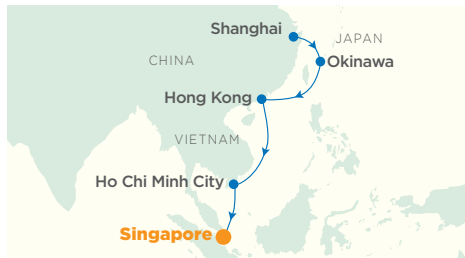 Shanghai
JAPAN
CHINA
Okinawa
Hong Kong
VIETNAM
Ho Chi Minh City
Singapore